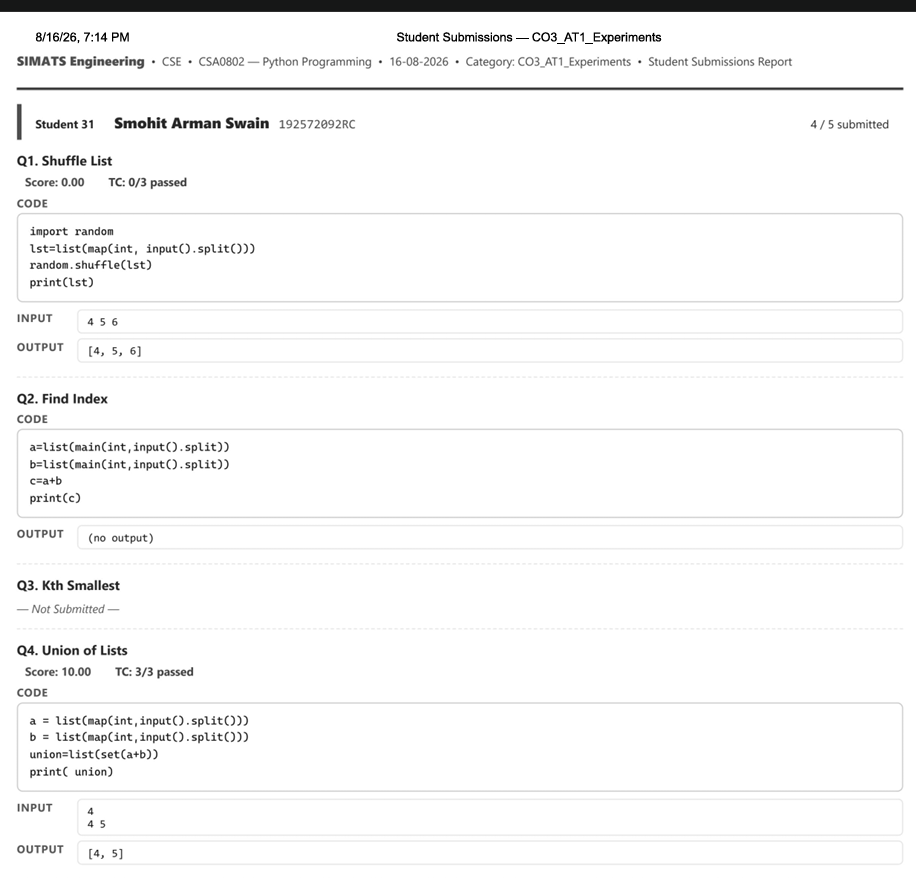 8/16/26, 7:14 PM Student Submissions — CO3_AT1_Experiments
SIMATS Engineering • CSE • CSA0802 — Python Programming • 16-08-2026 • Category: CO3_AT1_Experiments • Student Submissions Report
Student 31 Smohit Arman Swain 192572092RC 4 / 5 submitted
Q1. Shuffle List
Score: 0.00 TC: 0/3 passed
CODE
import random
lst=list(map(int, input().split()))
random.shuffle(lst)
print(lst)
INPUT 4 5 6
OUTPUT [4, 5, 6]
Q2. Find Index
CODE
a=list(main(int,input().split))
b=list(main(int,input().split))
c=a+b
print(c)
OUTPUT (no output)
Q3. Kth Smallest
— Not Submitted —
Q4. Union of Lists
Score: 10.00 TC: 3/3 passed
CODE
a = list(map(int,input().split()))
b = list(map(int,input().split()))
union=list(set(a+b))
print( union)
INPUT 4
4 5
OUTPUT [4, 5]